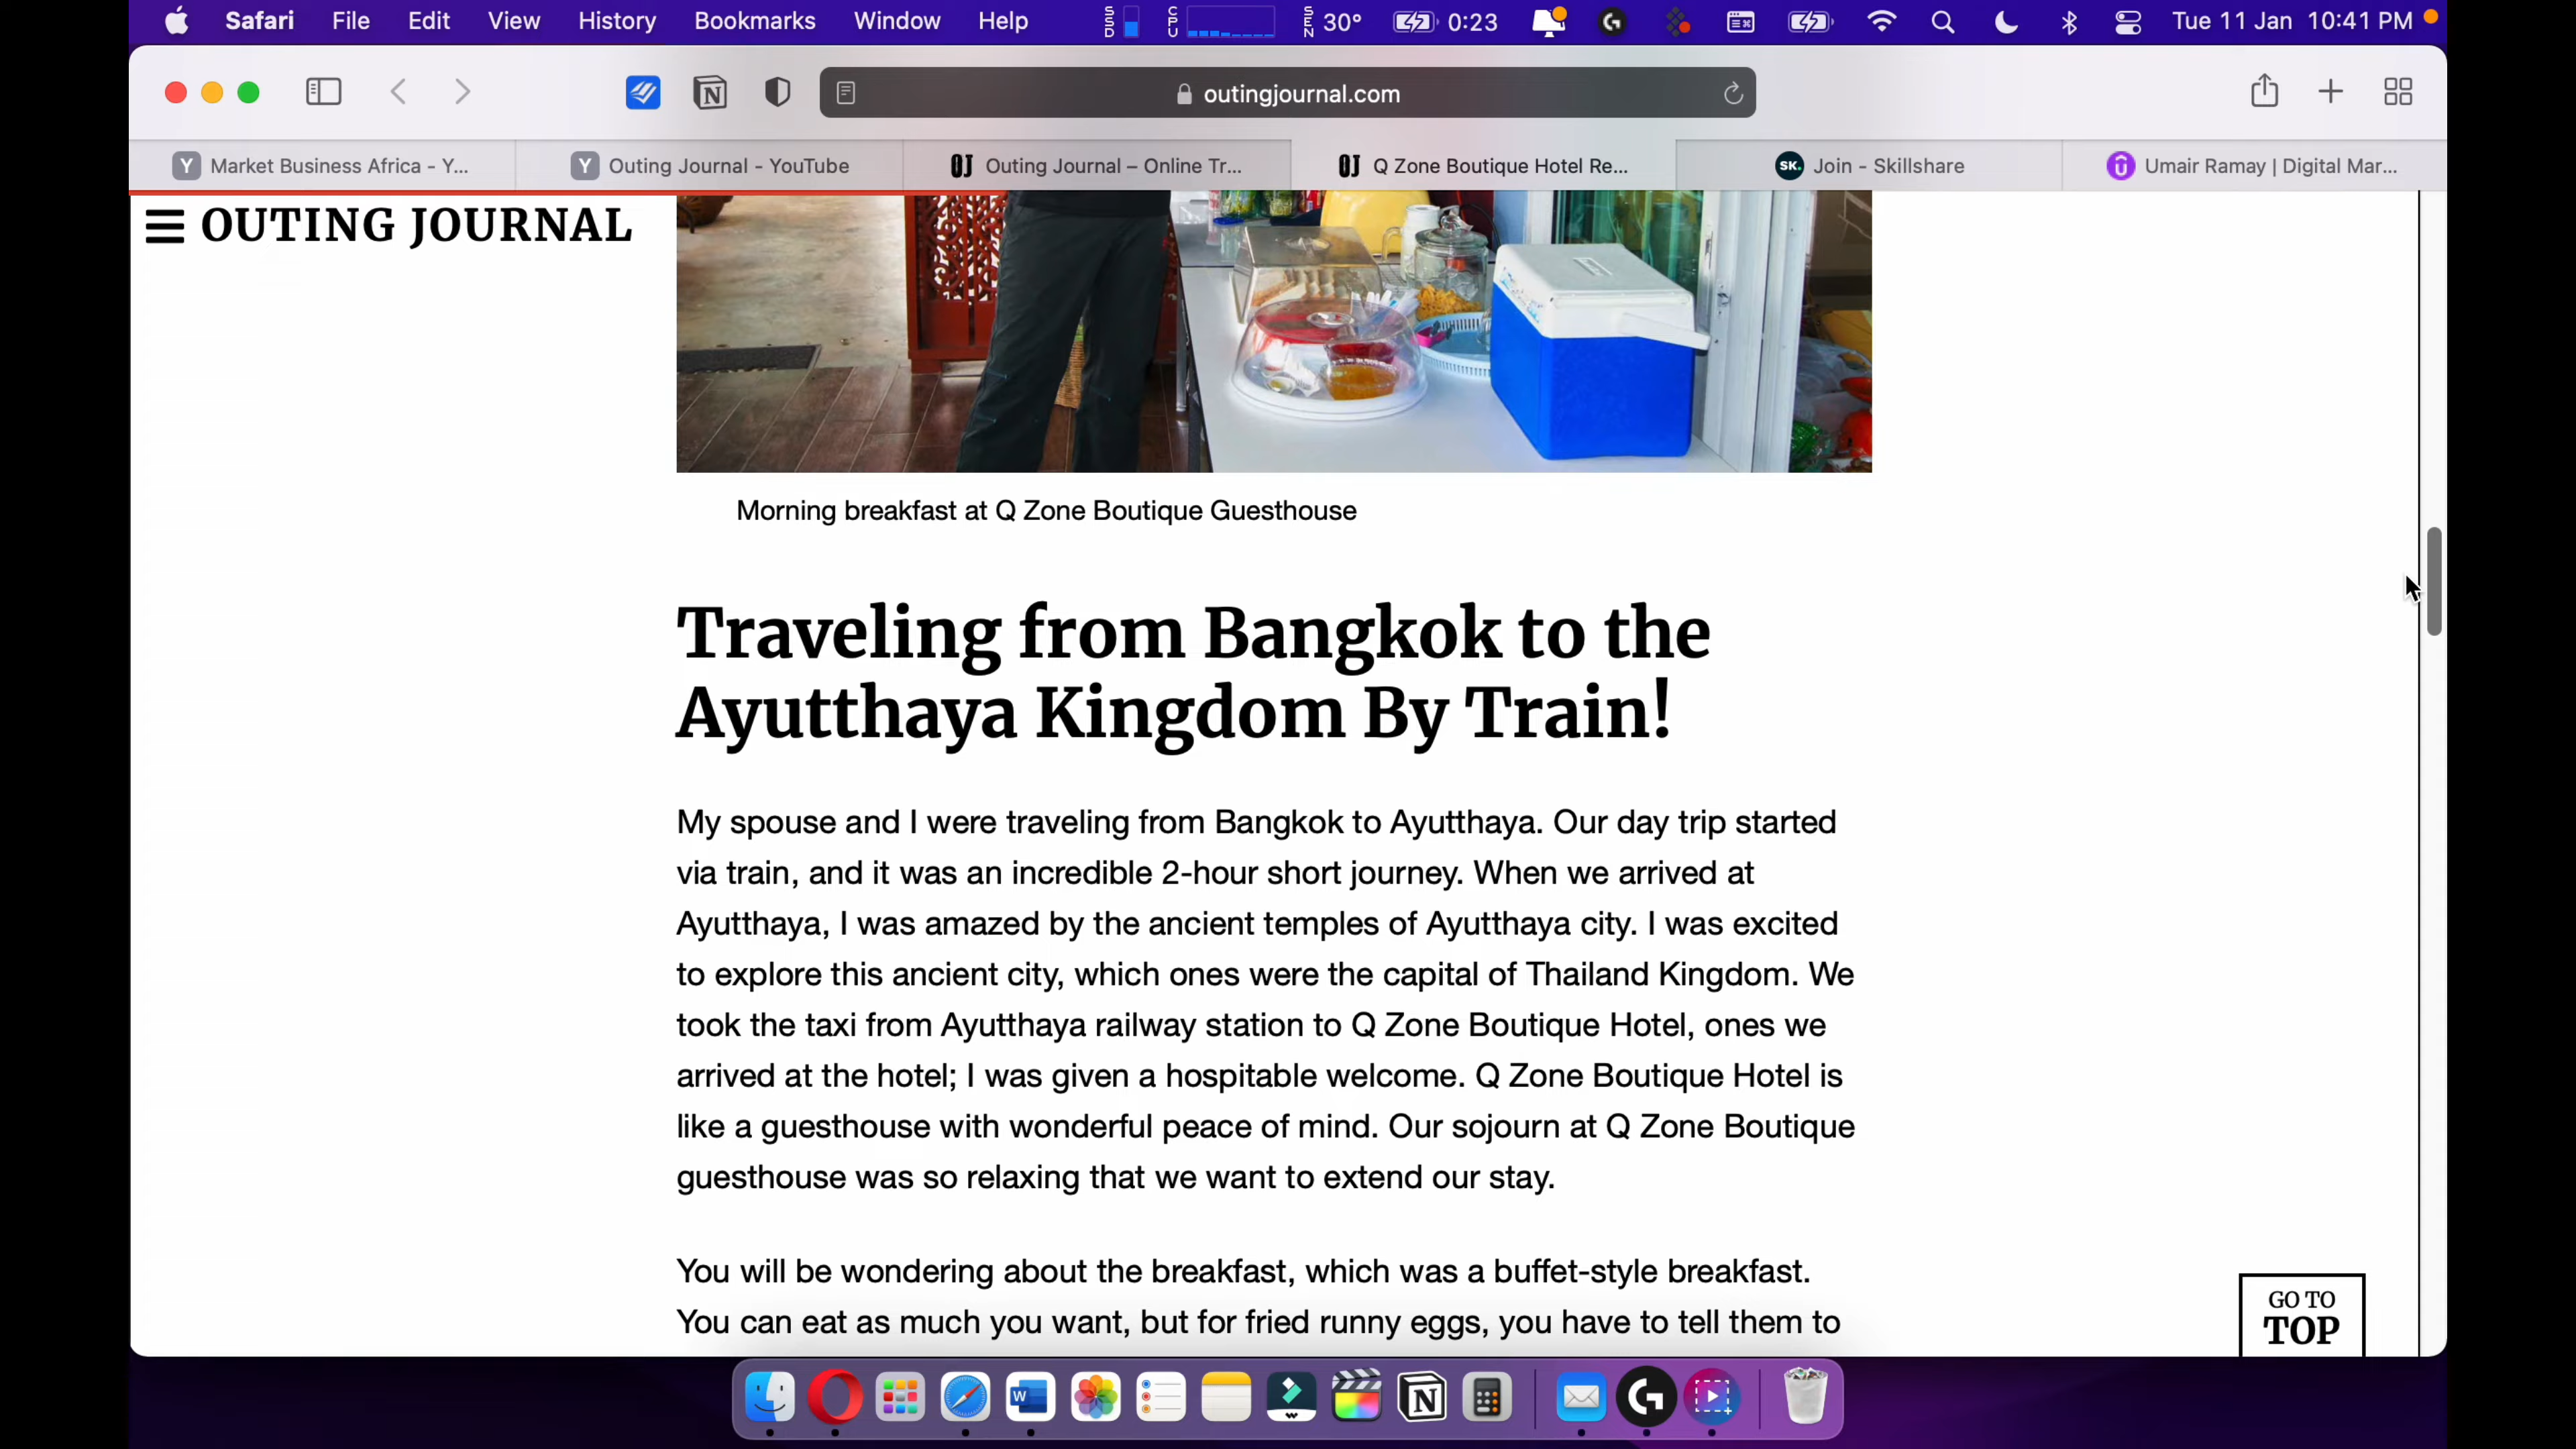 Safari File Edit View History Bookmarks Window Help SSD CPU SEN 30° 0:23 Tue 11 Jan 10:41 PM
outingjournal.com
Market Business Africa - Y... Outing Journal - YouTube Outing Journal – Online Tr... Q Zone Boutique Hotel Re... Join - Skillshare Umair Ramay | Digital Mar...
OUTING JOURNAL
Morning breakfast at Q Zone Boutique Guesthouse
Traveling from Bangkok to the
Ayutthaya Kingdom By Train!
My spouse and I were traveling from Bangkok to Ayutthaya. Our day trip started
via train, and it was an incredible 2-hour short journey. When we arrived at
Ayutthaya, I was amazed by the ancient temples of Ayutthaya city. I was excited
to explore this ancient city, which ones were the capital of Thailand Kingdom. We
took the taxi from Ayutthaya railway station to Q Zone Boutique Hotel, ones we
arrived at the hotel; I was given a hospitable welcome. Q Zone Boutique Hotel is
like a guesthouse with wonderful peace of mind. Our sojourn at Q Zone Boutique
guesthouse was so relaxing that we want to extend our stay.
You will be wondering about the breakfast, which was a buffet-style breakfast.
You can eat as much you want, but for fried runny eggs, you have to tell them to
GO TO
TOP